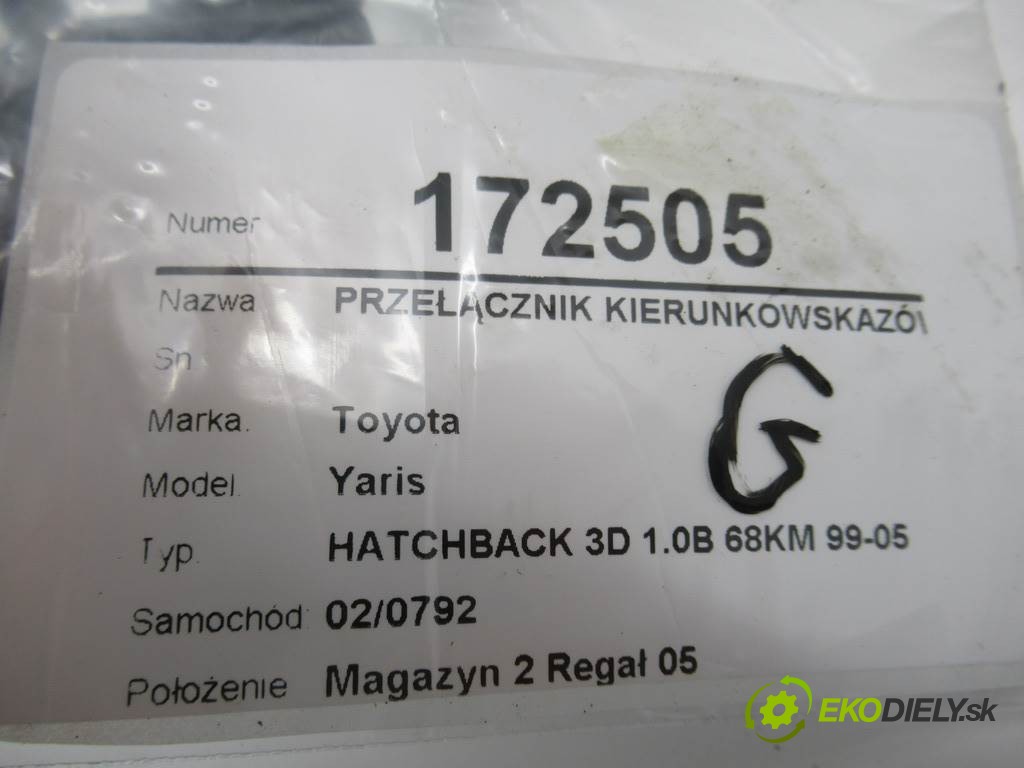 Numer 172505
Nazwa PRZEŁĄCZNIK KIERUNKOWSKAZÓ
Sn
Marka. Toyota
G
Model. Yaris
Typ. HATCHBACK 3D 1.0B 68KM 99-05
Samochód: 02/0792
Położenie Magazyn 2 Regał 05
EKODIELY.sk